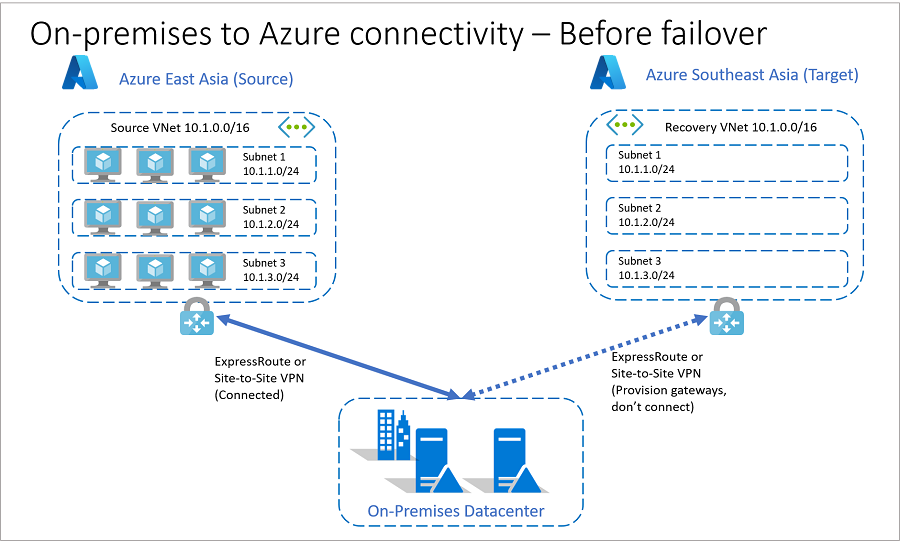 On-premises to Azure connectivity – Before failover
Azure East Asia (Source)
Source VNet 10.1.0.0/16
Subnet 1
10.1.1.0/24
Subnet 2
10.1.2.0/24
Subnet 3
10.1.3.0/24
Azure Southeast Asia (Target)
Recovery VNet 10.1.0.0/16
Subnet 1
10.1.1.0/24
Subnet 2
10.1.2.0/24
Subnet 3
10.1.3.0/24
ExpressRoute or
Site-to-Site VPN
(Connected)
ExpressRoute or
Site-to-Site VPN
(Provision gateways,
don’t connect)
On-Premises Datacenter